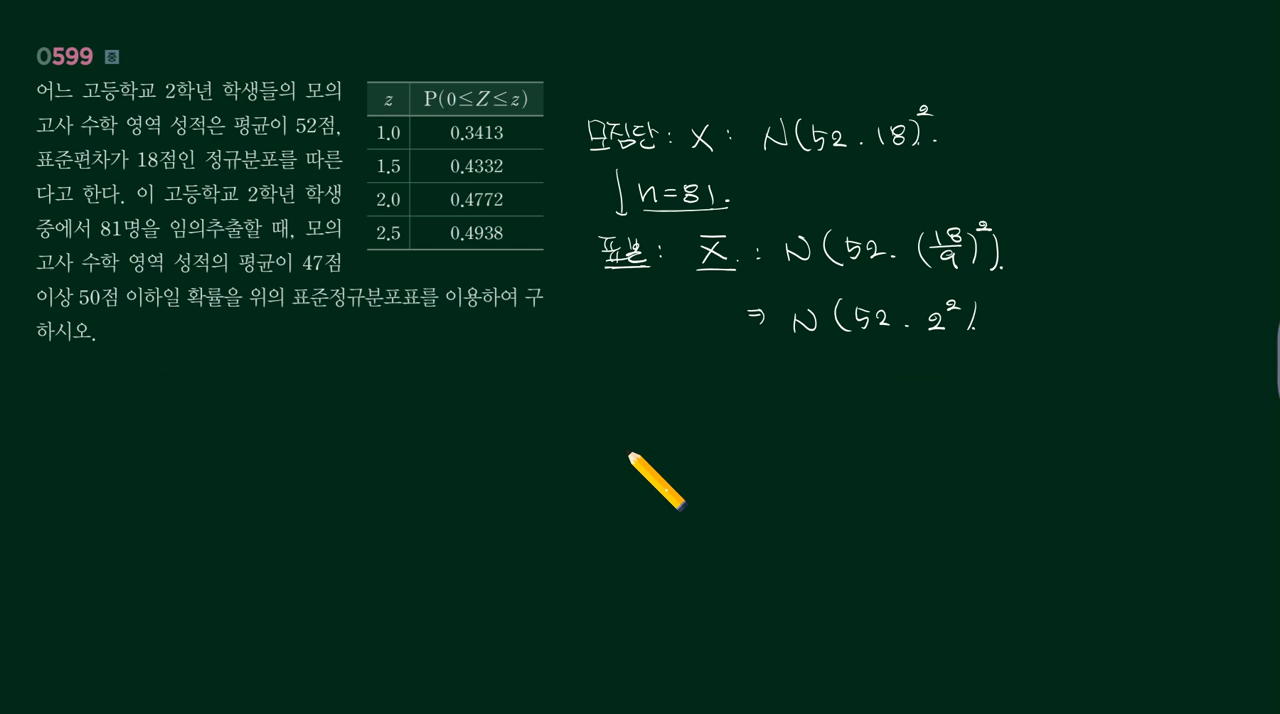 0599 중
어느 고등학교 2학년 학생들의 모의
고사 수학 영역 성적은 평균이 52점,
표준편차가 18점인 정규분포를 따른
다고 한다. 이 고등학교 2학년 학생
중에서 81명을 임의추출할 때, 모의
고사 수학 영역 성적의 평균이 47점
이상 50점 이하일 확률을 위의 표준정규분포표를 이용하여 구
하시오.
z P(0≤Z≤z)
1.0 0.3413
1.5 0.4332
2.0 0.4772
2.5 0.4938
모집단: X : N(52. 18)².
↓ n=81.
표본: X̄. : N(52. (18/9)²).
⇒ N(52. 2²).